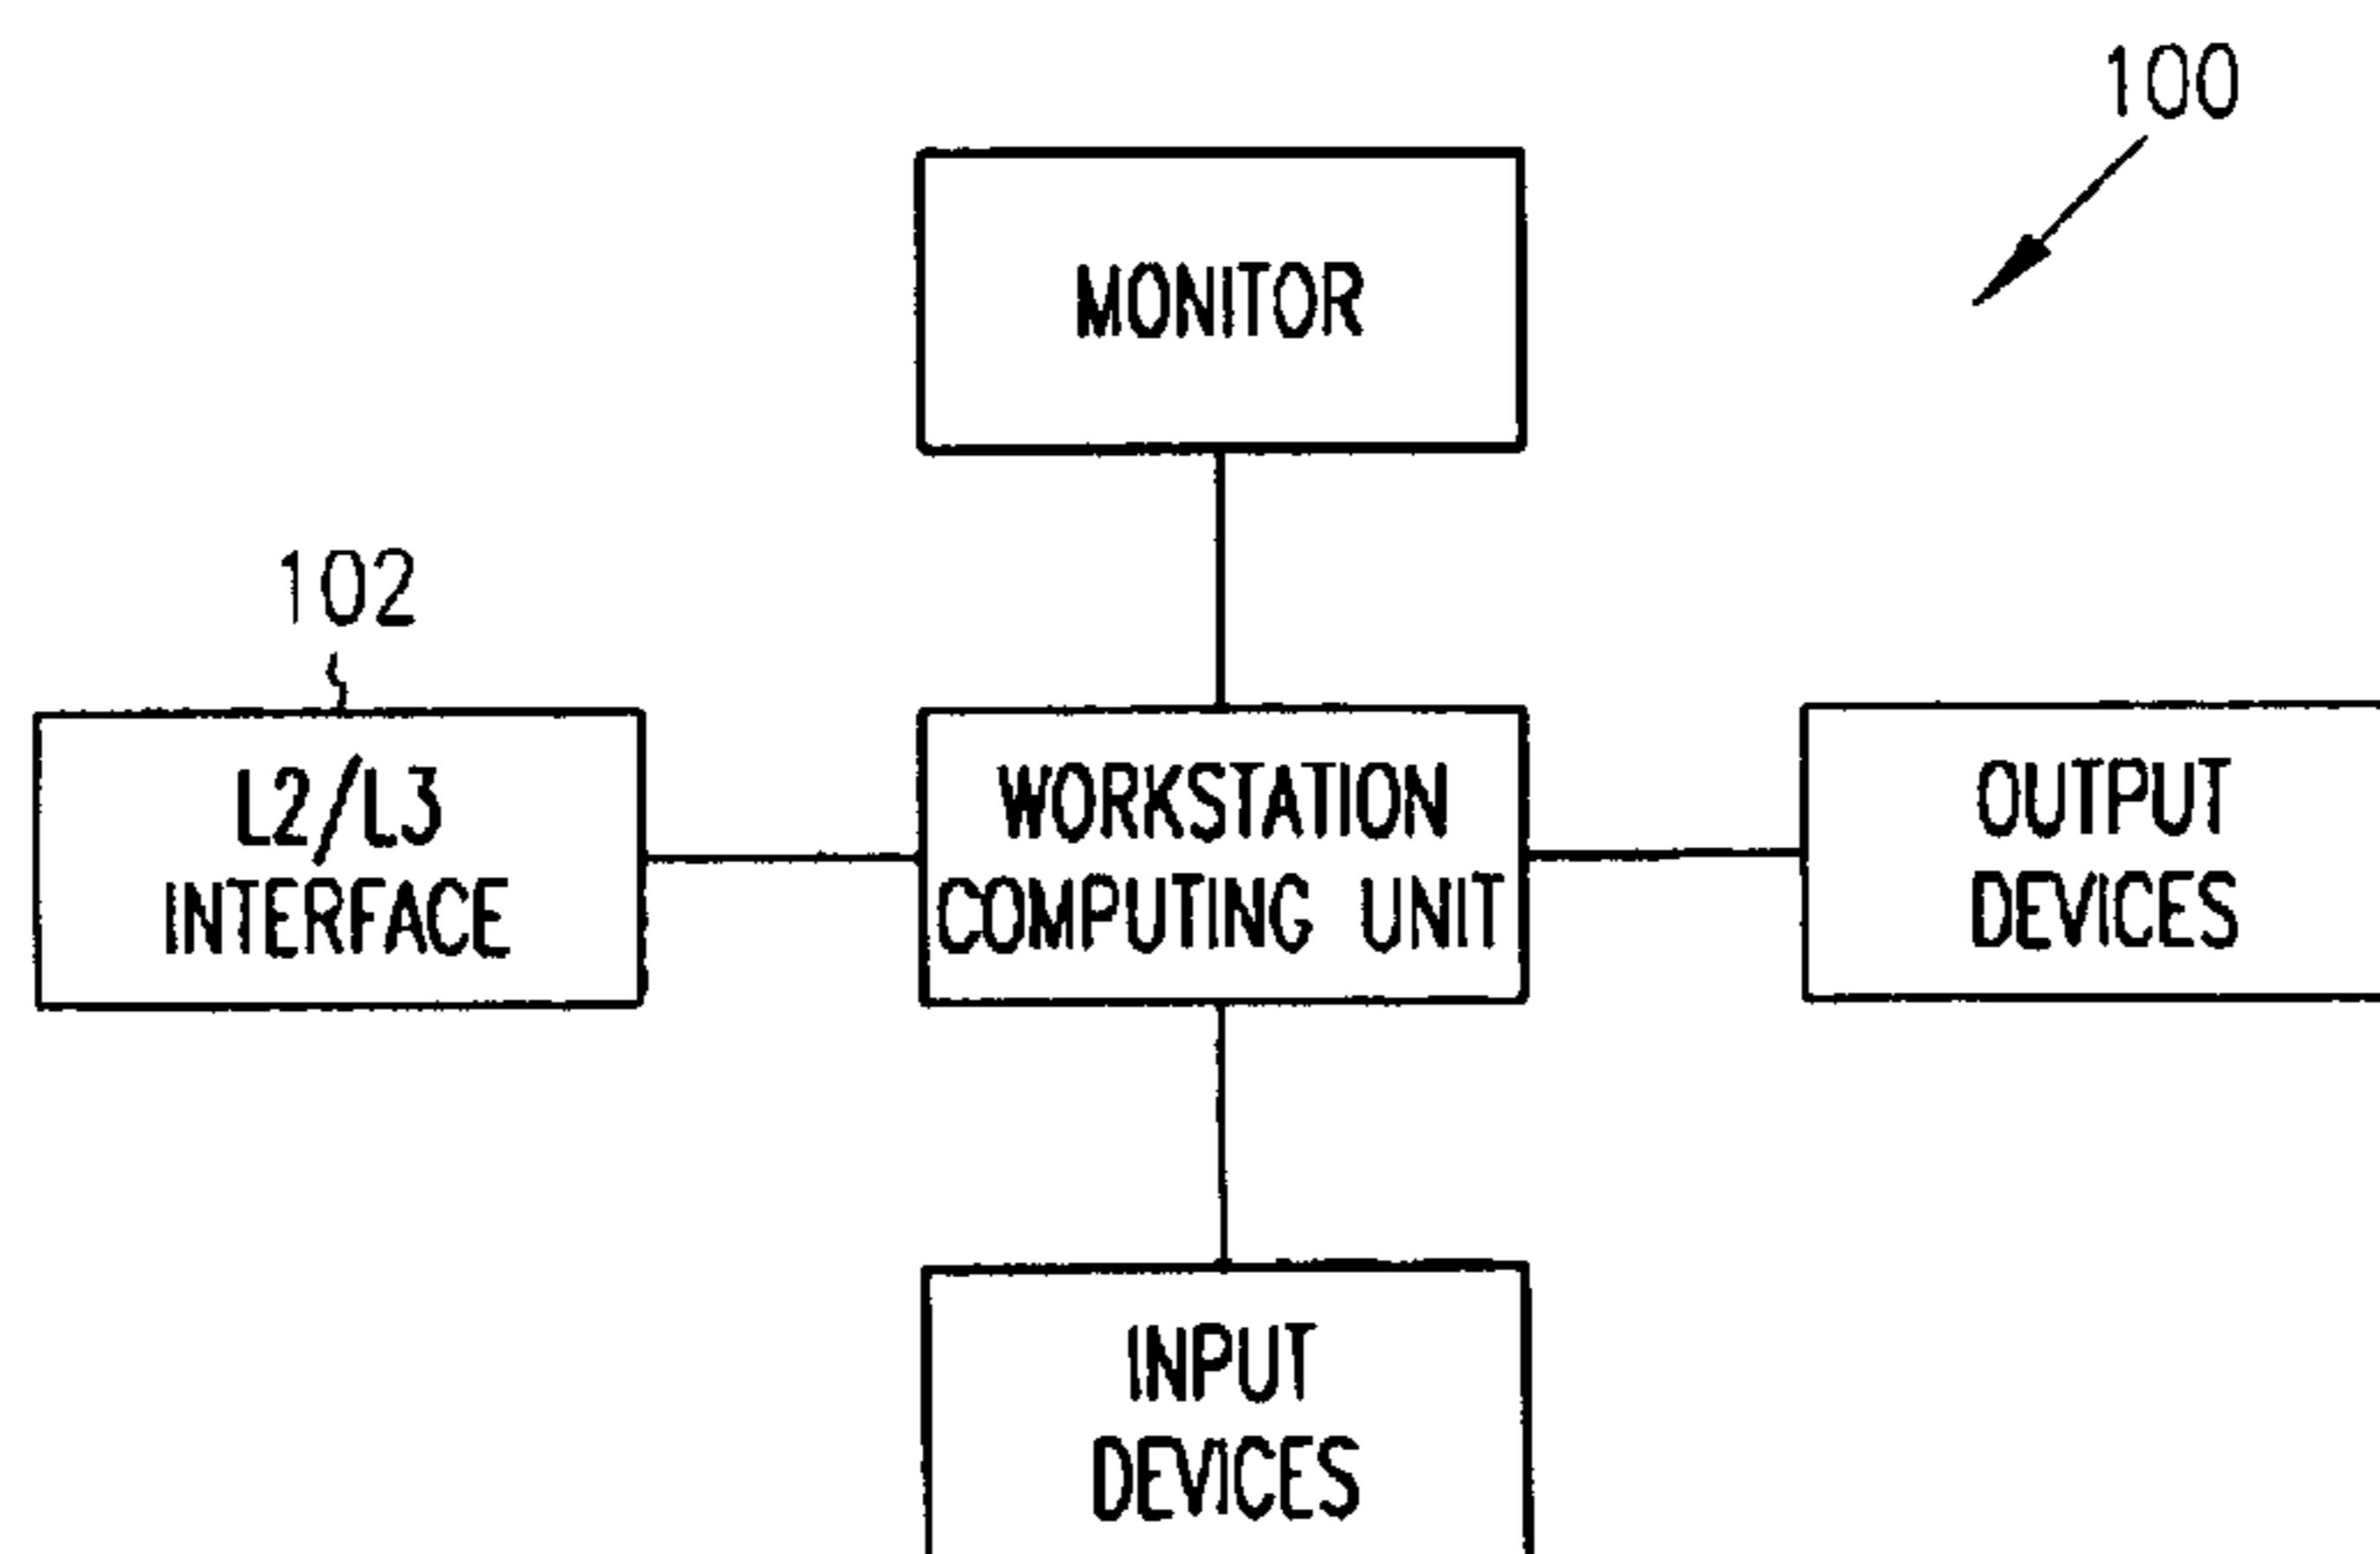 100
MONITOR
102
L2/L3
INTERFACE
WORKSTATION
COMPUTING UNIT
OUTPUT
DEVICES
INPUT
DEVICES